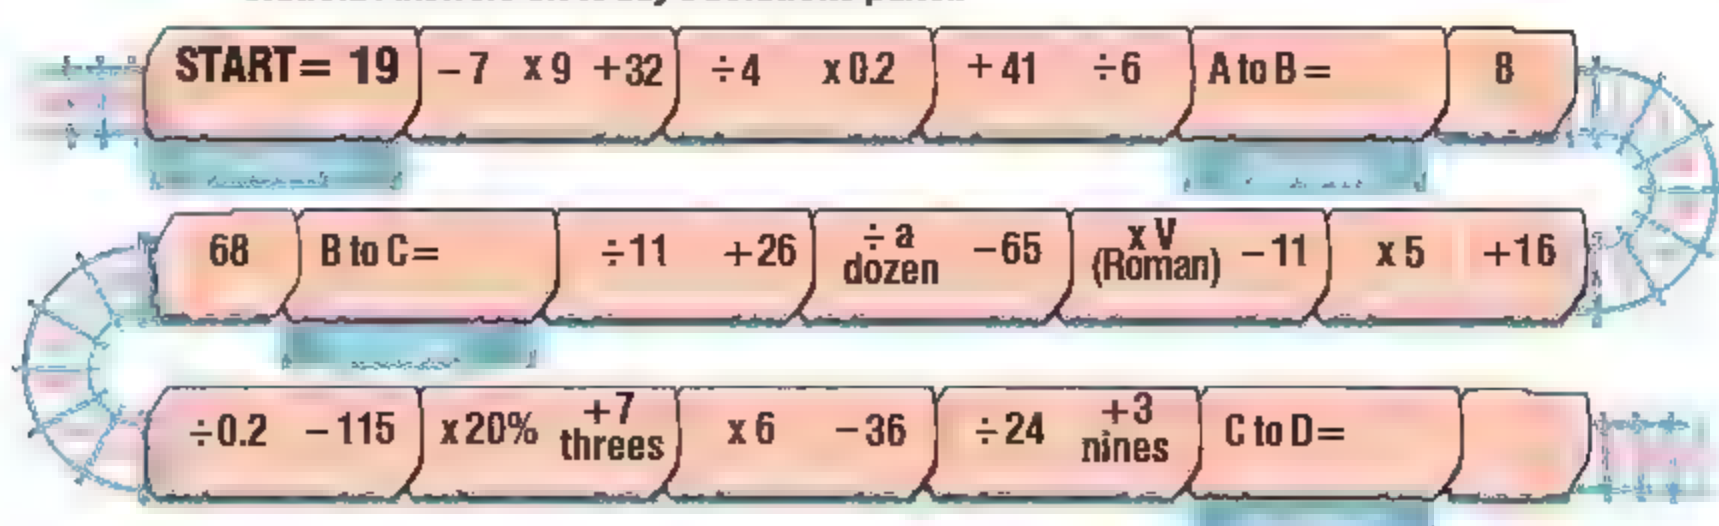 START= 19 -7 x9 +32 ÷4 x0.2 +41 ÷6 A to B= 8
68 B to C= ÷11 +26 ÷ a dozen -65 x V (Roman) -11 x5 +16
÷0.2 -115 x20% +7 threes x6 -36 ÷24 +3 nines C to D=